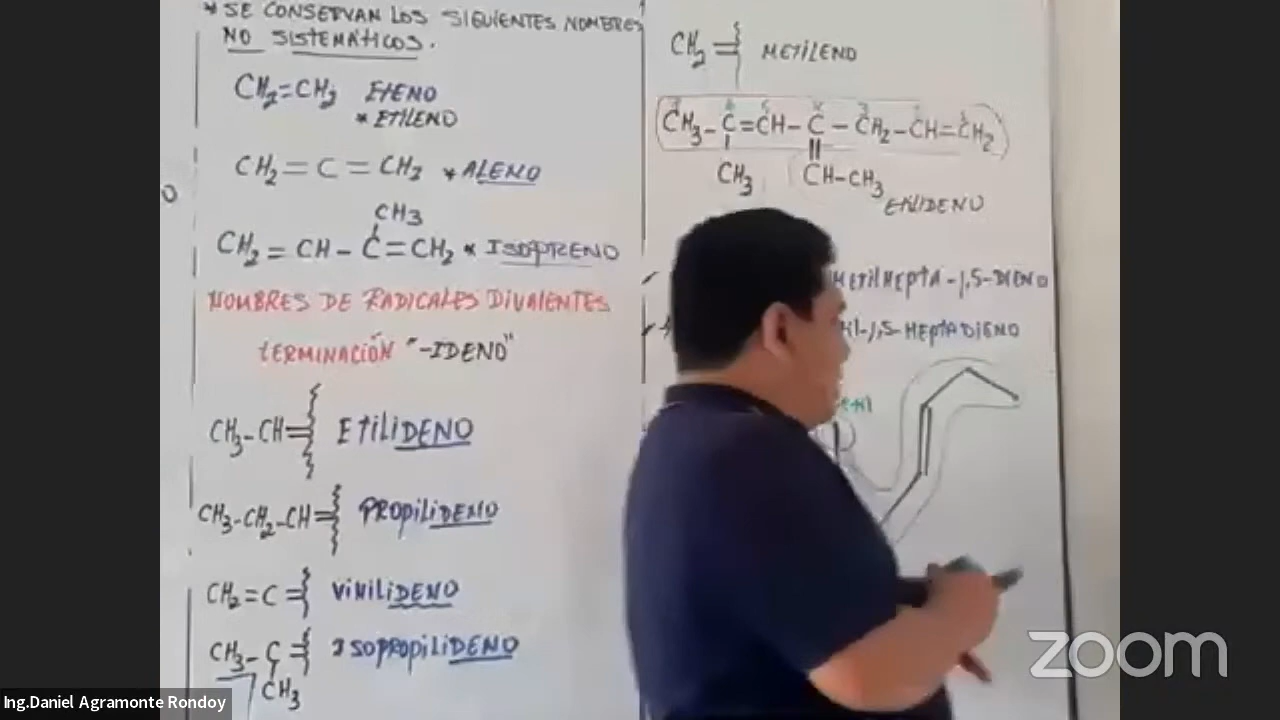 * SE CONSERVAN LOS SIGUIENTES NOMBRES
NO SISTEMÁTICOS.
CH2=CH2 ETENO
* ETILENO
CH2=C=CH2 * ALENO
CH3
CH2=CH-C=CH2 * ISOPRENO
NOMBRES DE RADICALES DIVALENTES
TERMINACIÓN "-IDENO"
CH3-CH= ETILIDENO
CH3-CH2-CH= PROPILIDENO
CH2=C= VINILIDENO
CH3-C= ISOPROPILIDENO
CH3
CH2= METILENO
CH3-C=CH-C-CH2-CH=CH2
CH3 CH-CH3
ETILIDENO
METILHEPTA-1,5-DIENO
-1,5-HEPTADIENO
zoom
Ing.Daniel Agramonte Rondoy